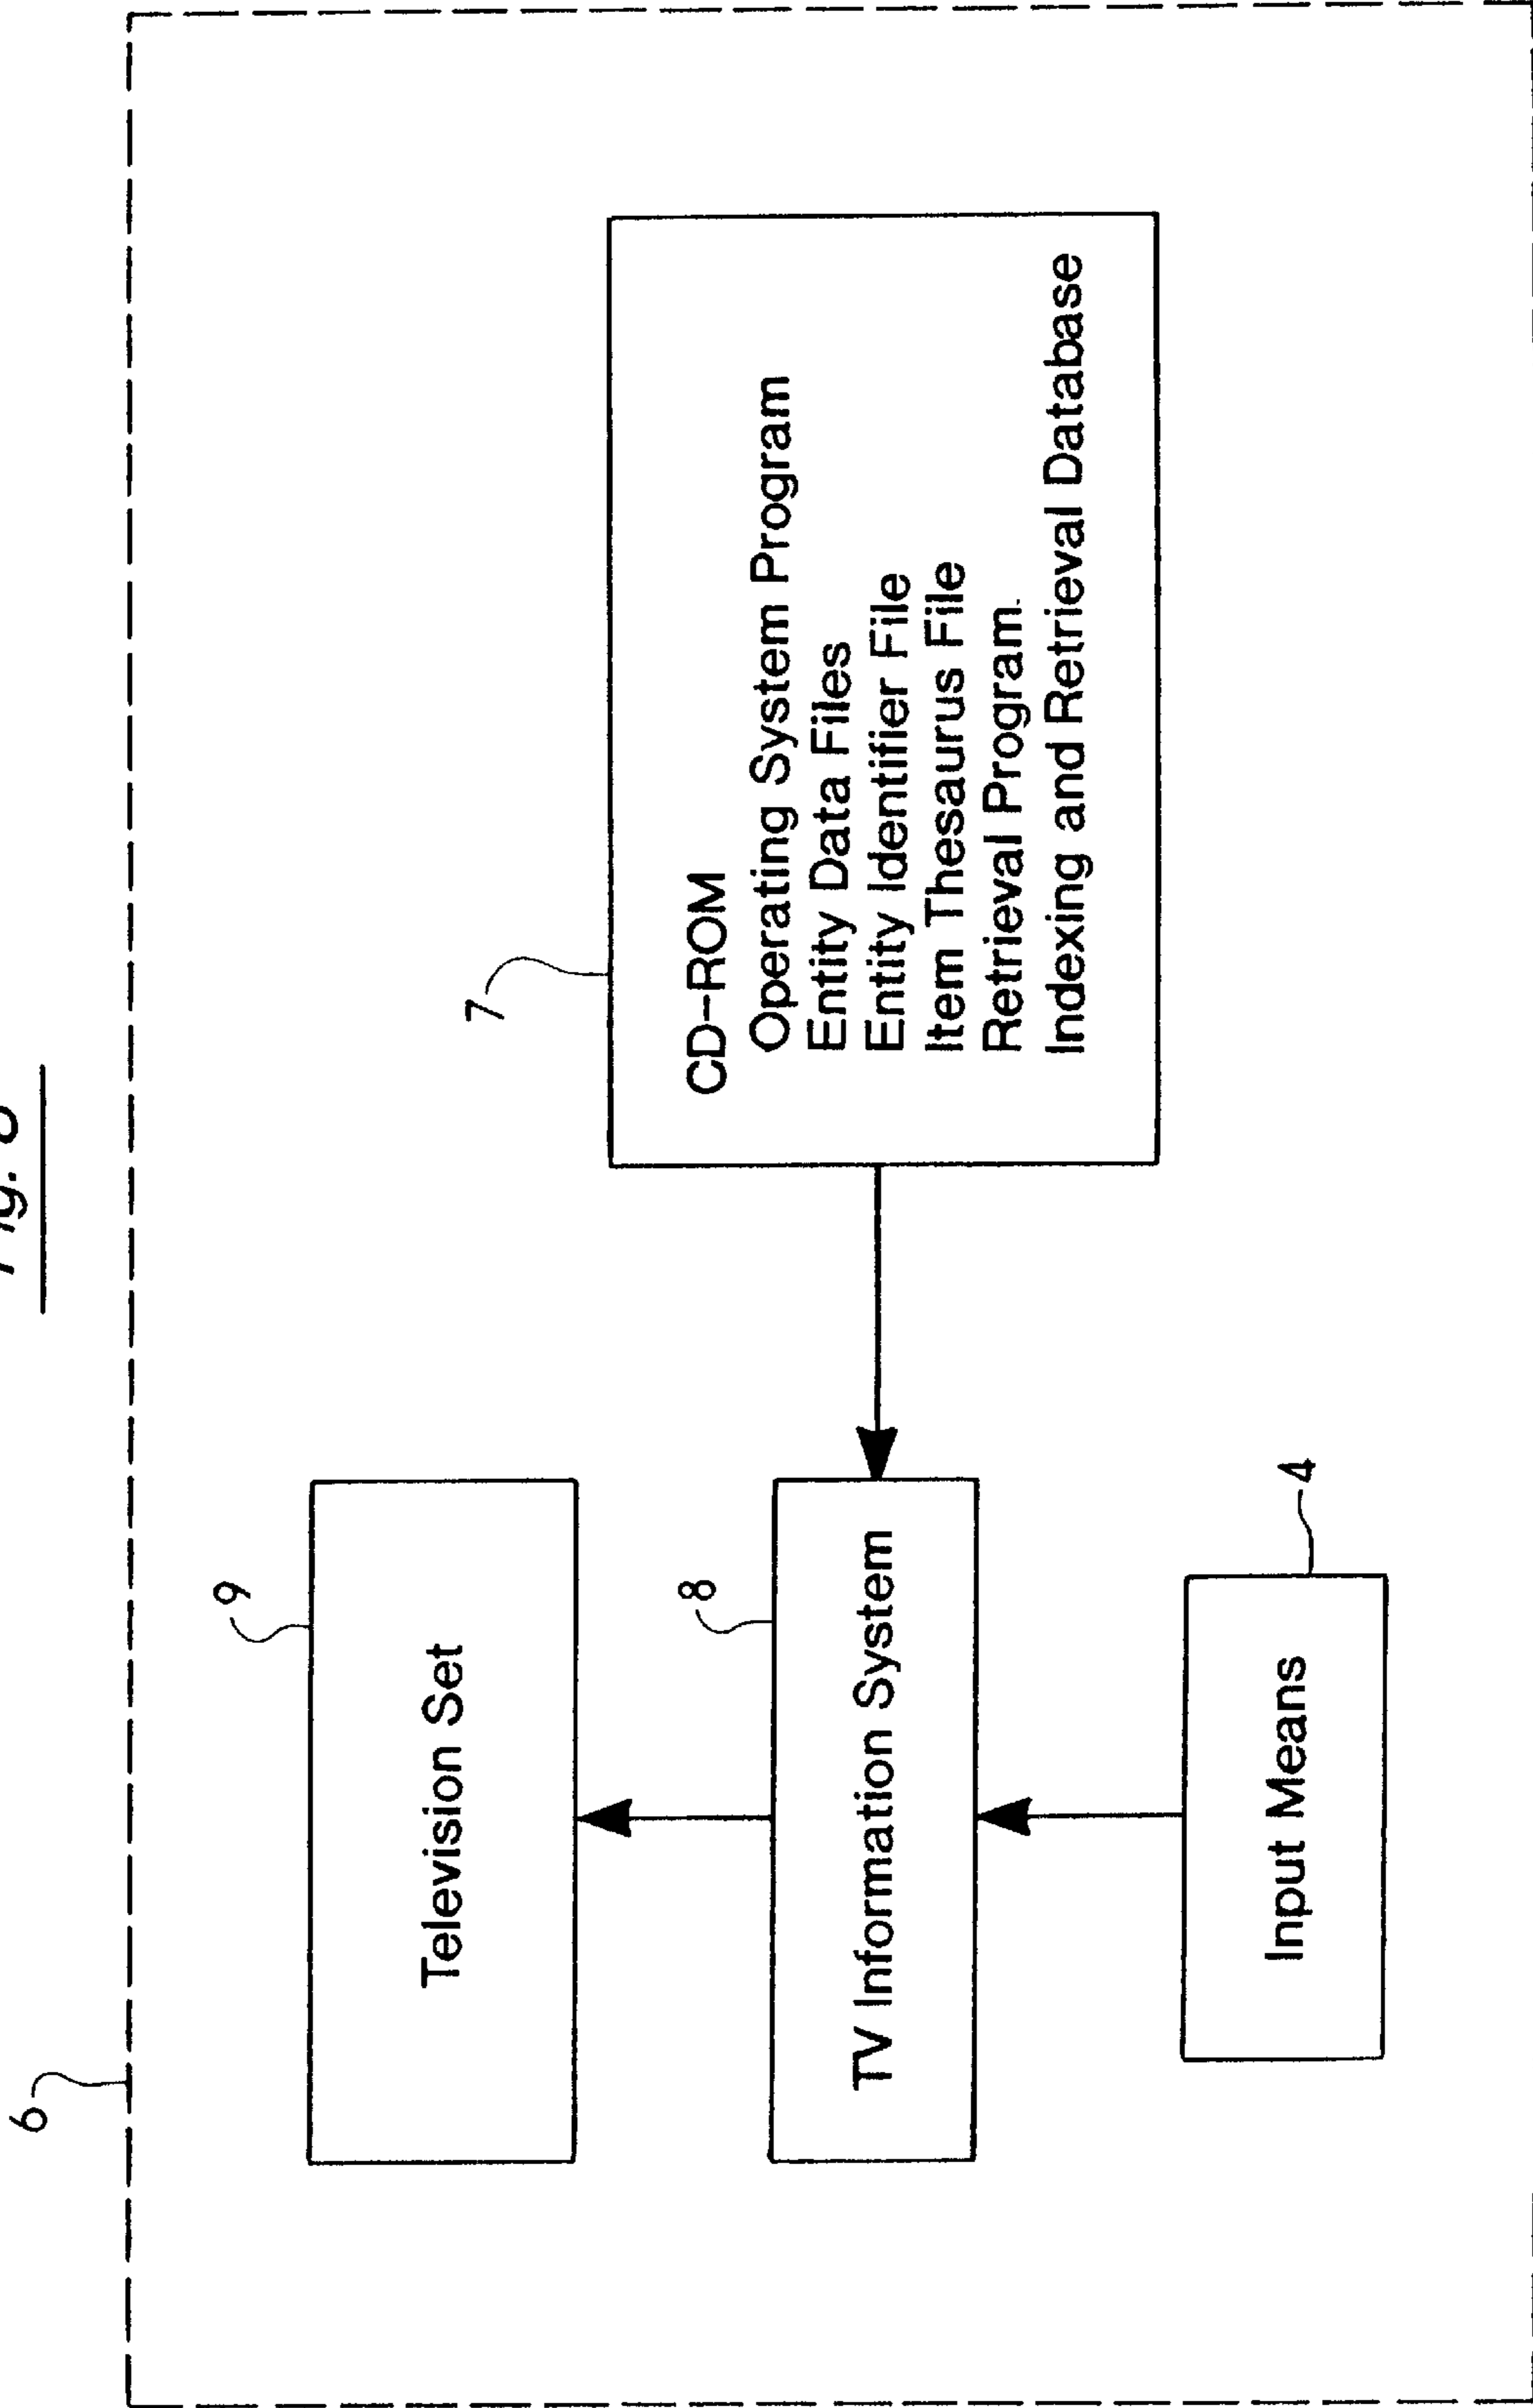 Fig.
6
9
Television Set
7
8
CD-ROM
Operating System Program
Entity Data Files
Entity Identifier File
Item Thesaurus File
Retrieval Program.
Indexing and Retrieval Database
TV Information System
4
Input Means